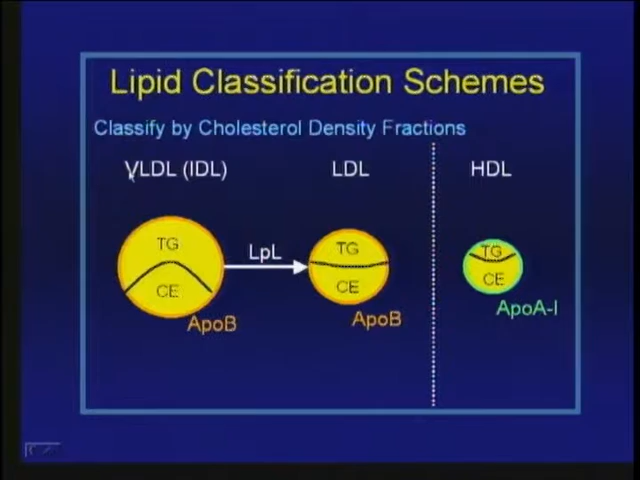 Lipid Classification Schemes
Classify by Cholesterol Density Fractions
VLDL (IDL) LDL HDL
TG LpL TG TG
CE CE CE
ApoB ApoB ApoA-I